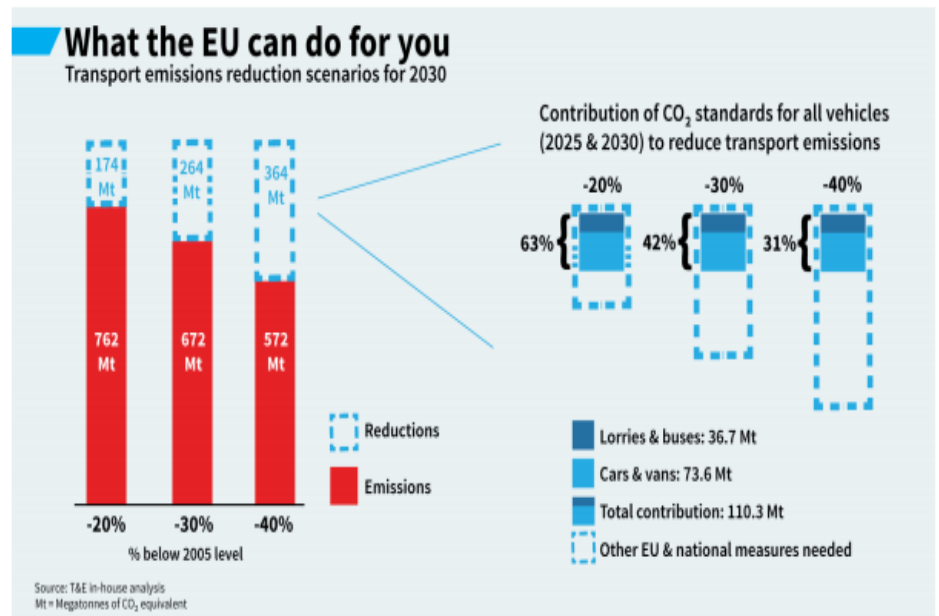 What the EU can do for you
Transport emissions reduction scenarios for 2030
174
Mt
264
Mt
364
Mt
762
Mt
672
Mt
572
Mt
-20%
-30%
-40%
% below 2005 level
Reductions
Emissions
Contribution of CO₂ standards for all vehicles
(2025 & 2030) to reduce transport emissions
-20%
-30%
-40%
63%
42%
31%
Lorries & buses: 36.7 Mt
Cars & vans: 73.6 Mt
Total contribution: 110.3 Mt
Other EU & national measures needed
Source: T&E in-house analysis
Mt = Megatonnes of CO₂ equivalent